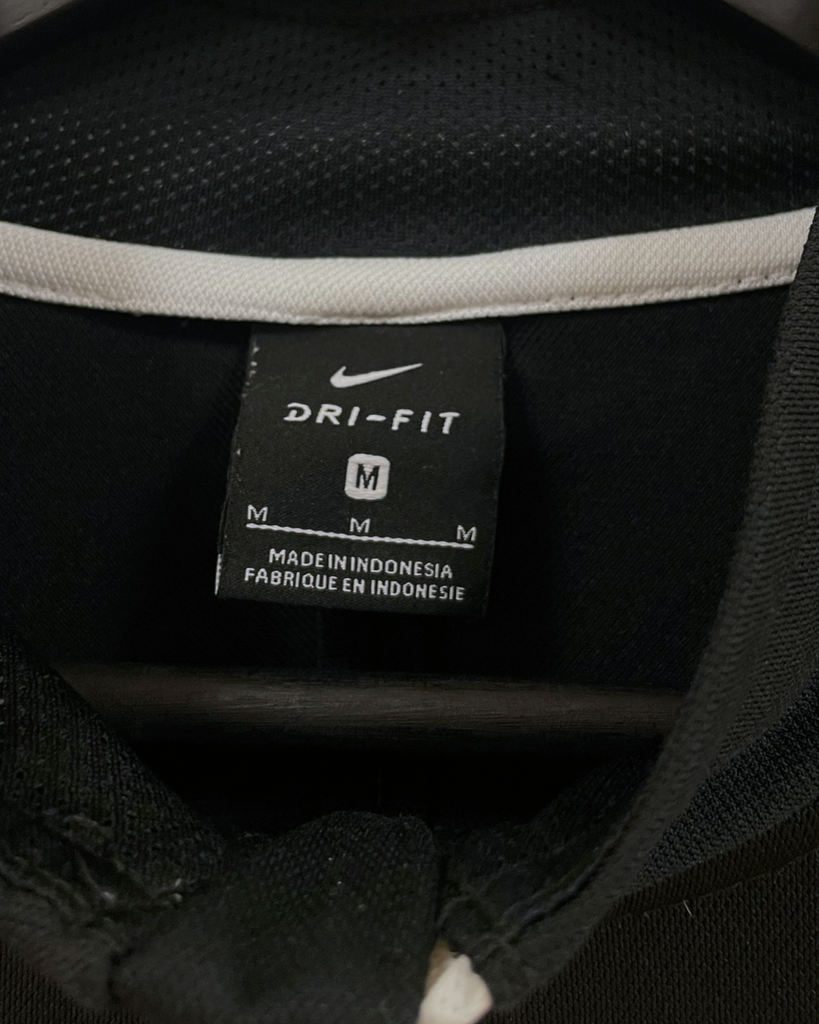 DRI-FIT
M
M M M
MADE IN INDONESIA
FABRIQUE EN INDONESIE